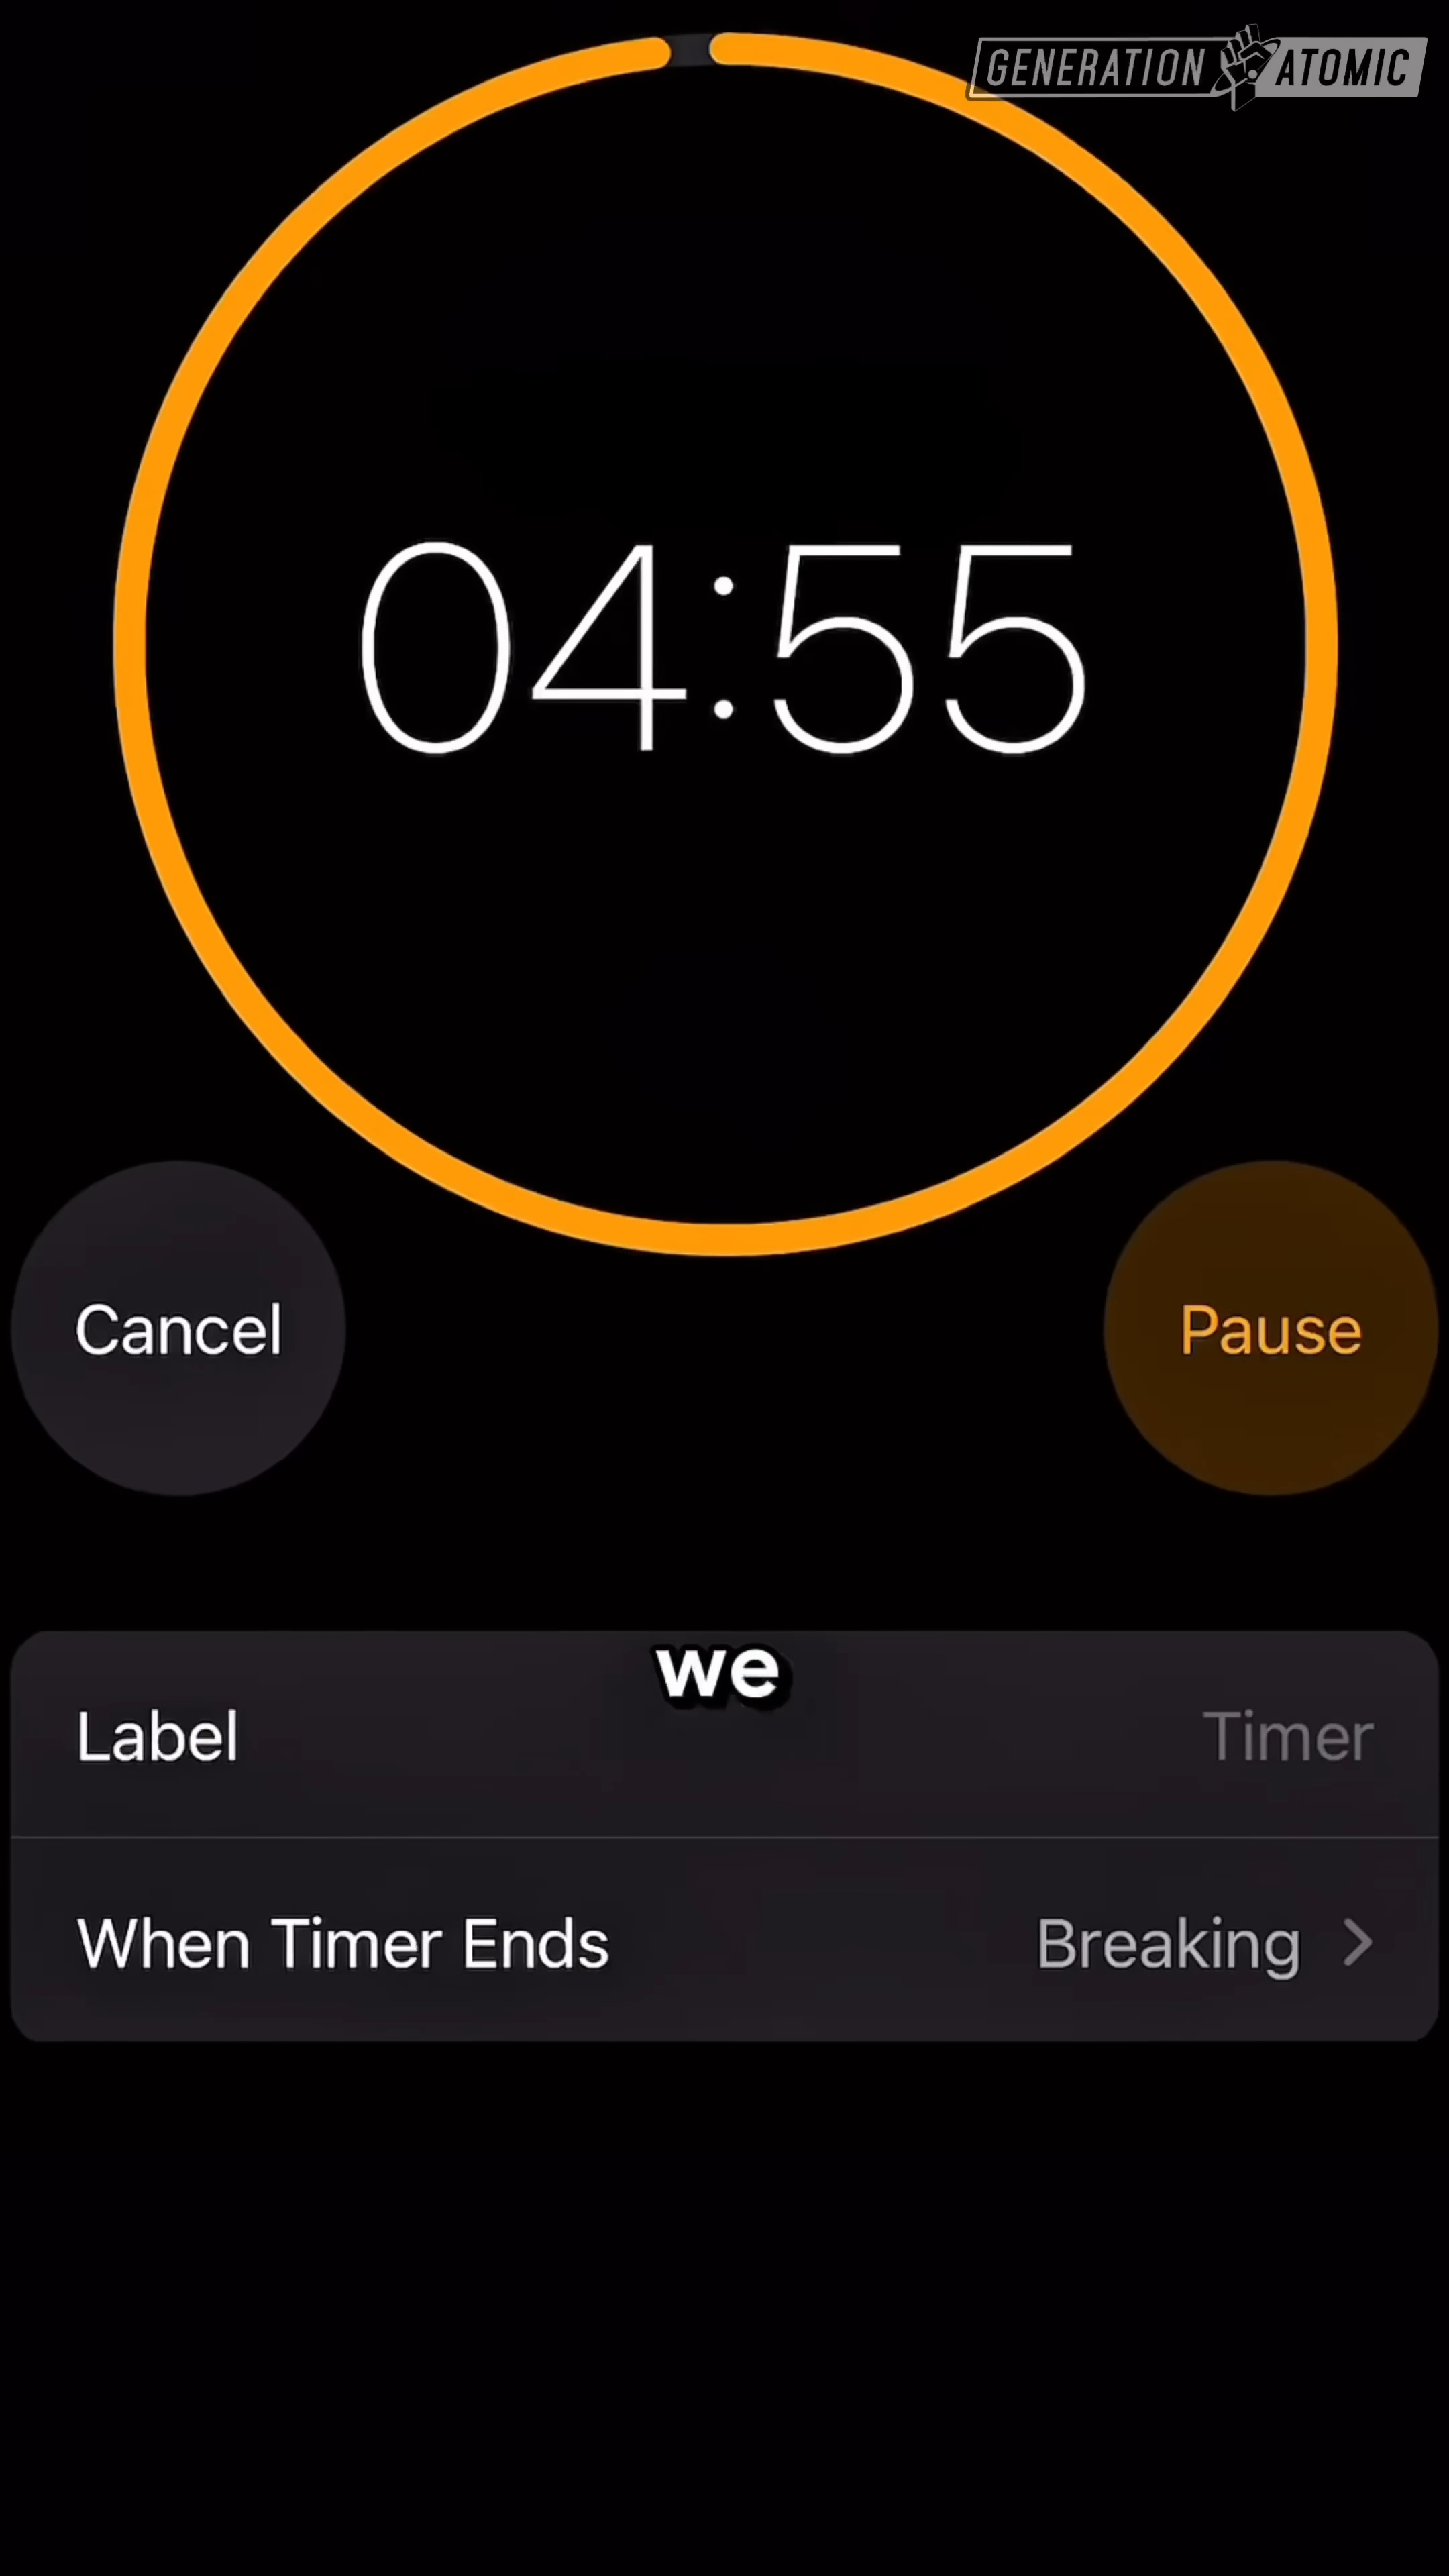 GENERATION ATOMIC
04:55
Cancel
Pause
we
Label
Timer
When Timer Ends
Breaking